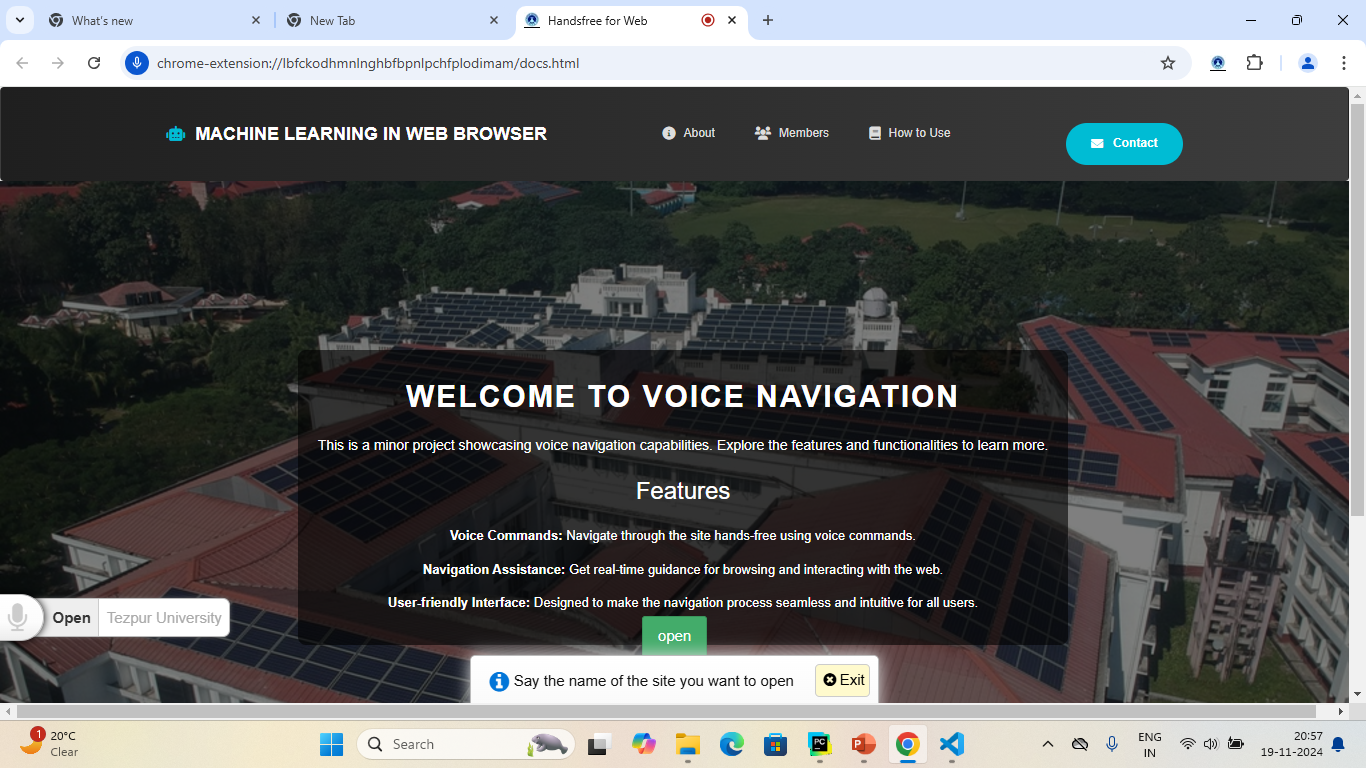 What's new
New Tab
Handsfree for Web
chrome-extension://lbfckodhmnlnghbfbpnlpchfplodimam/docs.html
MACHINE LEARNING IN WEB BROWSER
About
Members
How to Use
Contact
WELCOME TO VOICE NAVIGATION
This is a minor project showcasing voice navigation capabilities. Explore the features and functionalities to learn more.
Features
Voice Commands: Navigate through the site hands-free using voice commands.
Navigation Assistance: Get real-time guidance for browsing and interacting with the web.
User-friendly Interface: Designed to make the navigation process seamless and intuitive for all users.
Open Tezpur University
open
Say the name of the site you want to open
Exit
1
20°C
Clear
Search
PC
P
ENG
IN
20:57
19-11-2024